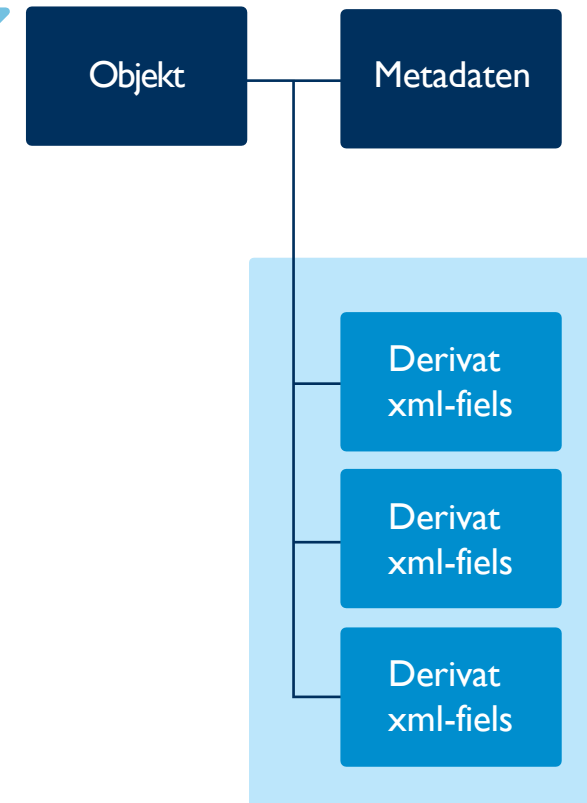 Objekt
Metadaten
Derivat
xml-fiels
Derivat
xml-fiels
Derivat
xml-fiels